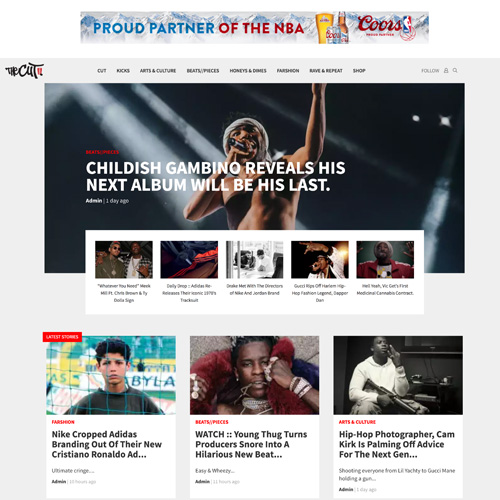 PROUD PARTNER OF THE NBA
Coors
THE CUT
CUT KICKS ARTS & CULTURE BEATS//PIECES HONEYS & DIMES FARSHION RAVE & REPEAT SHOP FOLLOW
BEATS//PIECES
CHILDISH GAMBINO REVEALS HIS
NEXT ALBUM WILL BE HIS LAST.
Admin | 1 day ago
"Whatever You Need" Meek
Mill Ft. Chris Brown & Ty
Dolla $ign
Daily Drop :: Adidas Re-
Releases Their Iconic 1970's
Tracksuit
Drake Met With The Directors
of Nike And Jordan Brand
Gucci Rips Off Harlem Hip-
Hop Fashion Legend, Dapper
Dan
Hell Yeah, Vic Got's First
Medicinal Cannabis Contract.
LATEST STORIES
FARSHION
Nike Cropped Adidas
Branding Out Of Their New
Cristiano Ronaldo Ad...
Ultimate cringe....
Admin | 10 hours ago
BEATS//PIECES
WATCH :: Young Thug Turns
Producers Snore Into A
Hilarious New Beat...
Easy & Wheezy...
Admin | 11 hours ago
ARTS & CULTURE
Hip-Hop Photographer, Cam
Kirk Is Palming Off Advice
For The Next Gen...
Shooting everyone from Lil Yachty to Gucci Mane
holding a gun...
Admin | 1 day ago